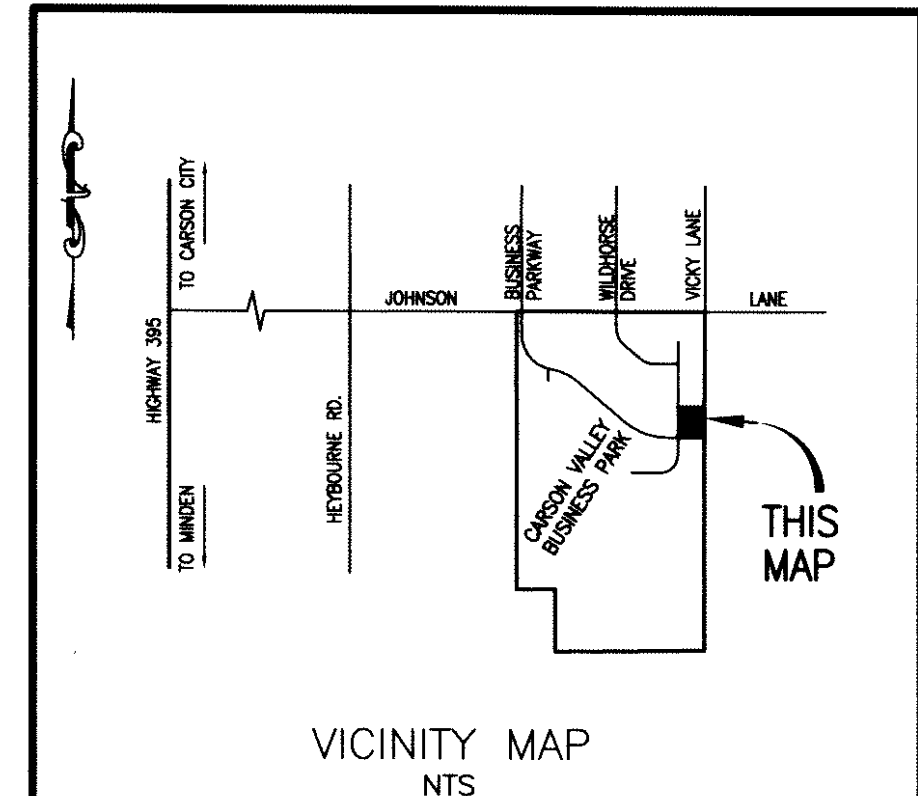 TO CARSON CITY
HIGHWAY 395
TO MINDEN
HEYBOURNE RD.
JOHNSON
LANE
BUSINESS
PARKWAY
WILDHORSE
DRIVE
VICKY LANE
CARSON VALLEY
BUSINESS PARK
THIS
MAP
VICINITY MAP
NTS